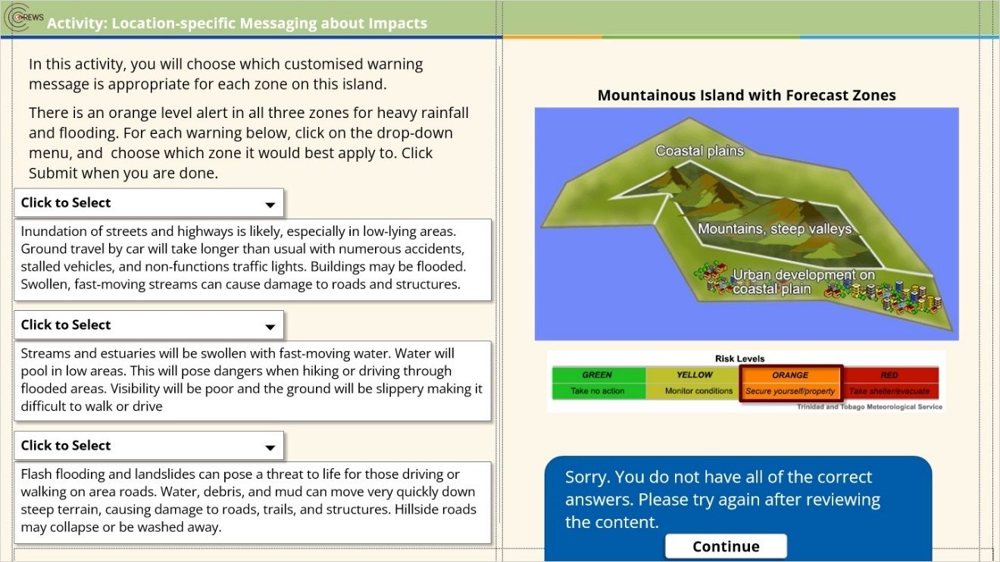 CREWS
Activity: Location-specific Messaging about Impacts
In this activity, you will choose which customised warning
message is appropriate for each zone on this island.
There is an orange level alert in all three zones for heavy rainfall
and flooding. For each warning below, click on the drop-down
menu, and choose which zone it would best apply to. Click
Submit when you are done.
Click to Select
Inundation of streets and highways is likely, especially in low-lying areas.
Ground travel by car will take longer than usual with numerous accidents,
stalled vehicles, and non-functions traffic lights. Buildings may be flooded.
Swollen, fast-moving streams can cause damage to roads and structures.
Click to Select
Streams and estuaries will be swollen with fast-moving water. Water will
pool in low areas. This will pose dangers when hiking or driving through
flooded areas. Visibility will be poor and the ground will be slippery making it
difficult to walk or drive
Click to Select
Flash flooding and landslides can pose a threat to life for those driving or
walking on area roads. Water, debris, and mud can move very quickly down
steep terrain, causing damage to roads, trails, and structures. Hillside roads
may collapse or be washed away.
Mountainous Island with Forecast Zones
Coastal plains
Mountains, steep valleys
Urban development on
coastal plain
Risk Levels
GREEN YELLOW ORANGE RED
Take no action Monitor conditions Secure yourself/property Take shelter/evacuate
Trinidad and Tobago Meteorological Service
Sorry. You do not have all of the correct
answers. Please try again after reviewing
the content.
Continue